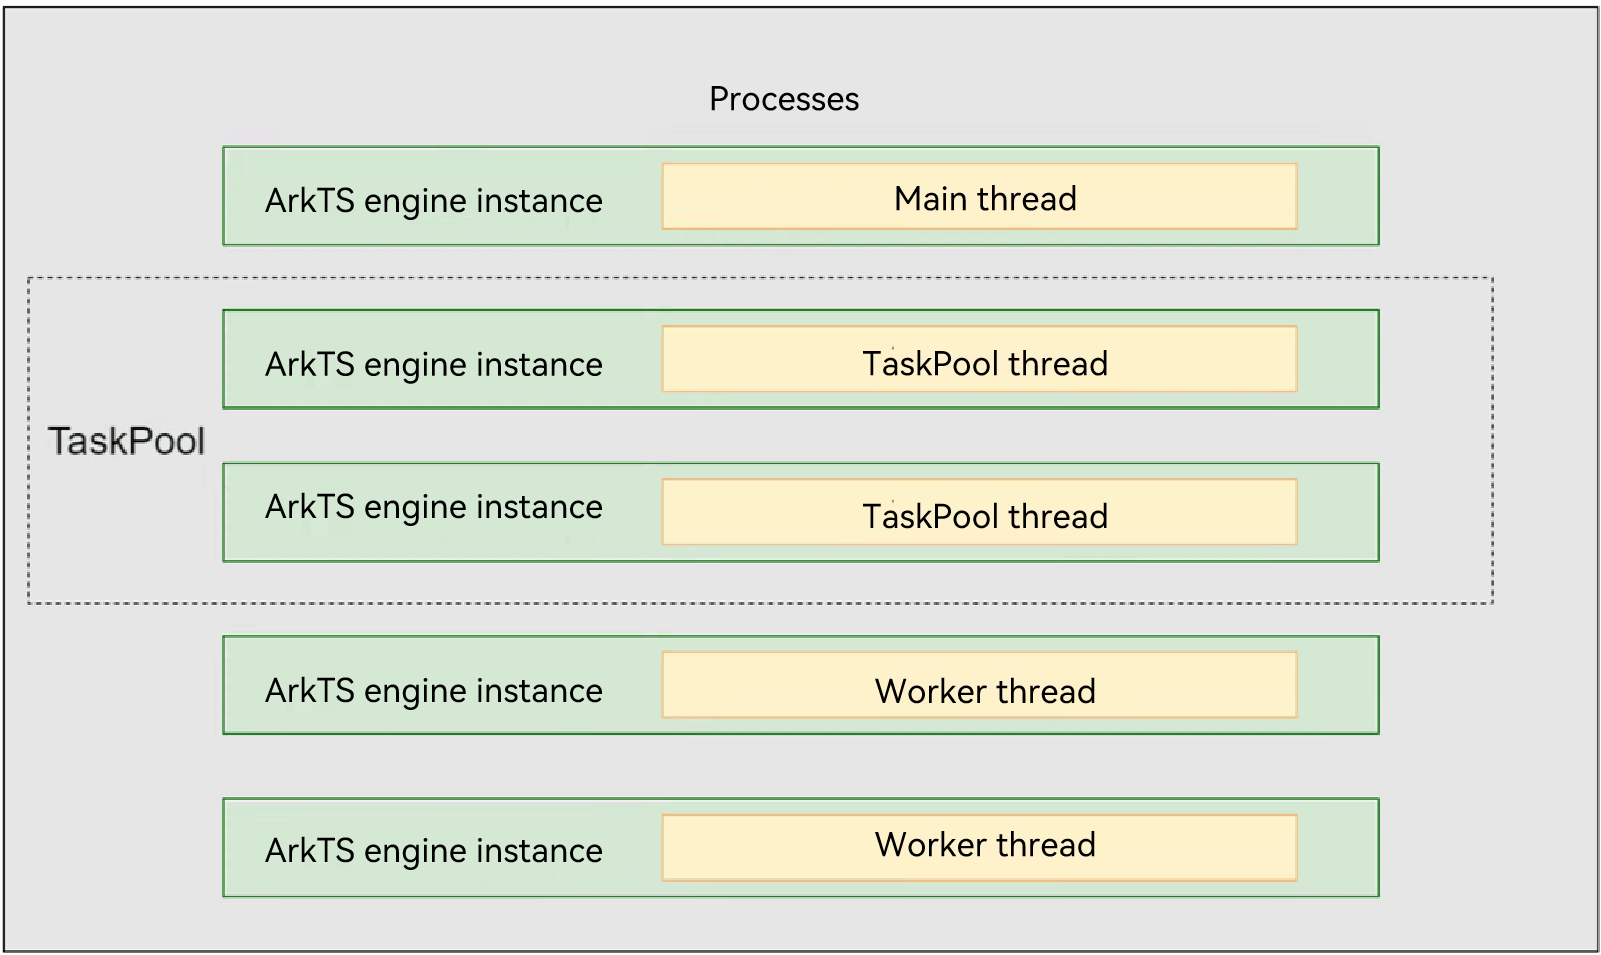 Processes
ArkTS engine instance
Main thread
ArkTS engine instance
TaskPool thread
TaskPool
ArkTS engine instance
TaskPool thread
ArkTS engine instance
Worker thread
ArkTS engine instance
Worker thread